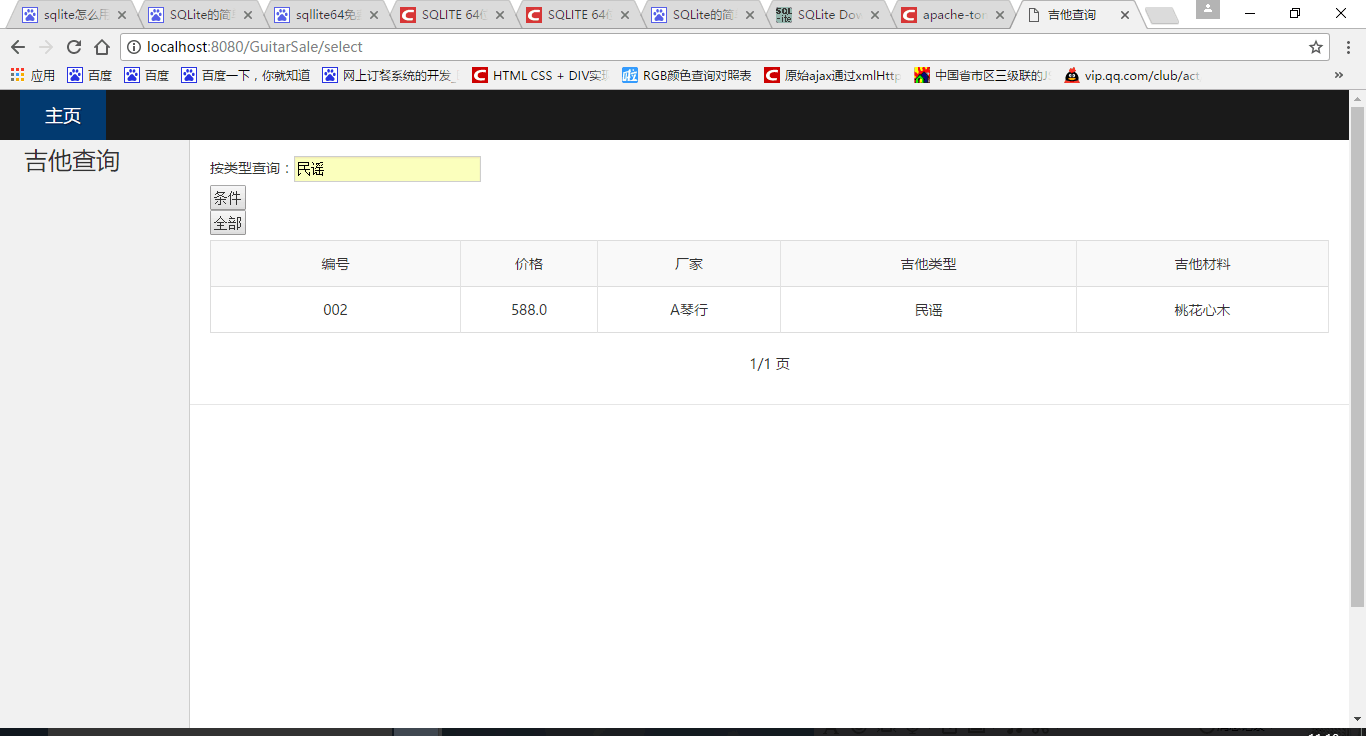 sqlite怎么用 SQLite的简 sqllite64免 SQLITE 64位 SQLITE 64 SQLite的简 SQLite Dow apache-tom 吉他查询
localhost:8080/GuitarSale/select
应用 百度 百度 百度一下，你就知道 网上订餐系统的开发_ HTML CSS + DIV实现 RGB颜色查询对照表 原始ajax通过xmlHttp 中国省市区三级联的J vip.qq.com/club/act »
主页
吉他查询
按类型查询：民谣
条件
全部
编号 价格 厂家 吉他类型 吉他材料
002 588.0 A琴行 民谣 桃花心木
1/1 页